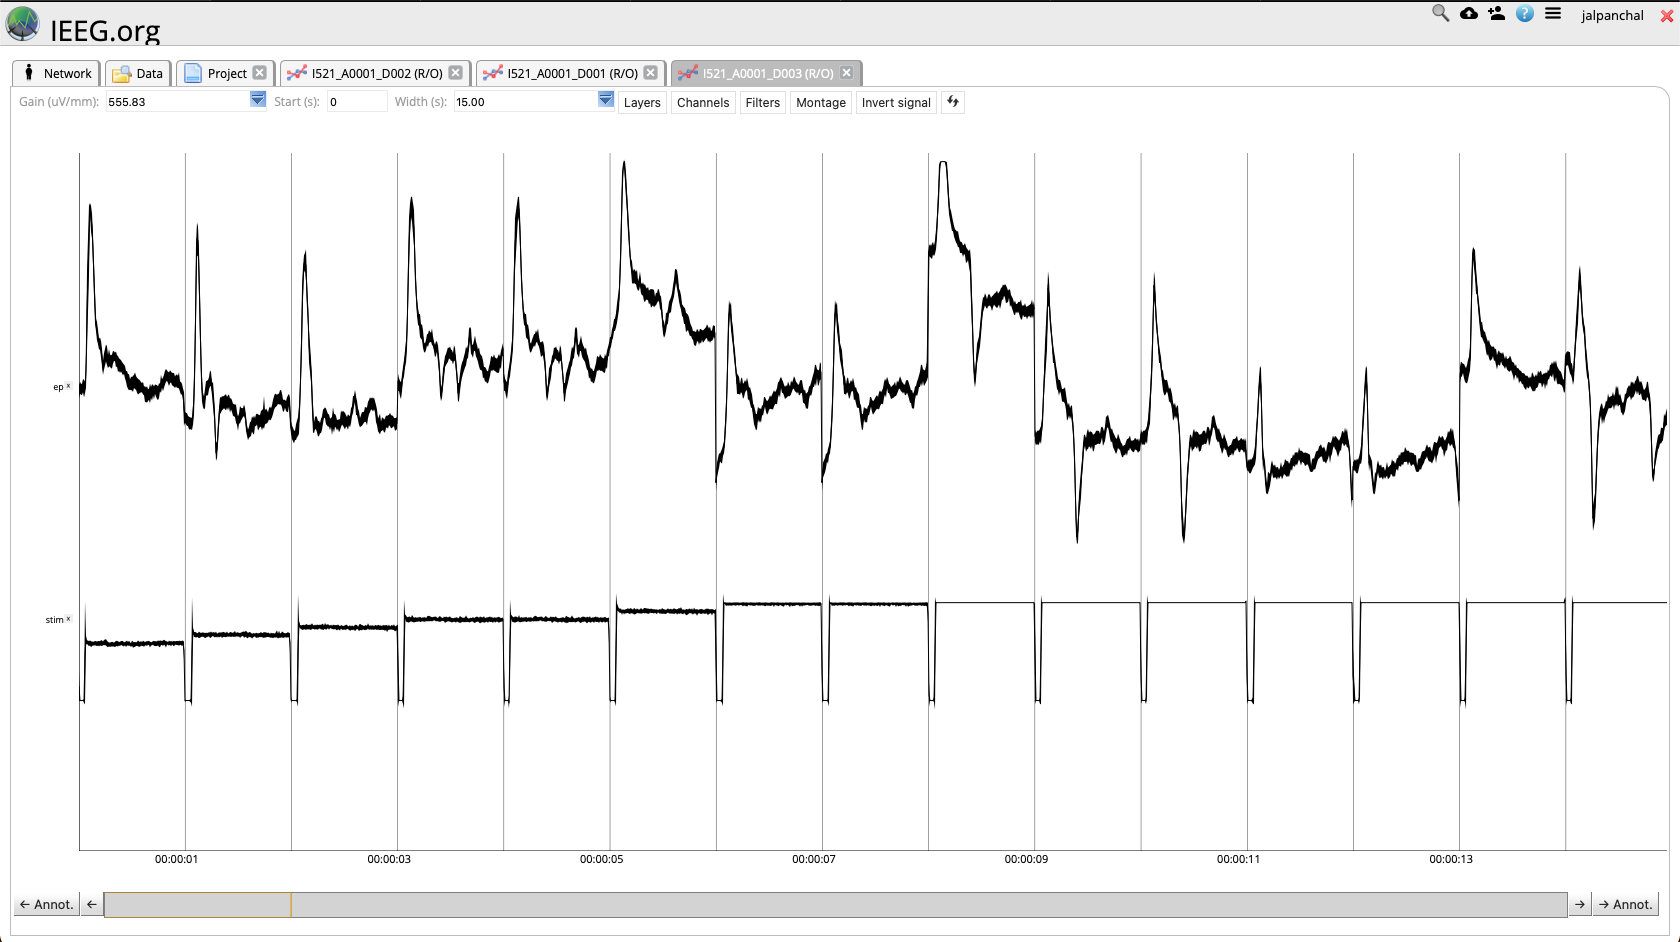 IEEG.org
? jalpanchal
Network Data Project I521_A0001_D002 (R/O) I521_A0001_D001 (R/O) I521_A0001_D003 (R/O)
Gain (uV/mm): 555.83 Start (s): 0 Width (s): 15.00 Layers Channels Filters Montage Invert signal
ep x
stim x
00:00:01 00:00:03 00:00:05 00:00:07 00:00:09 00:00:11 00:00:13
← Annot. ← → → Annot.